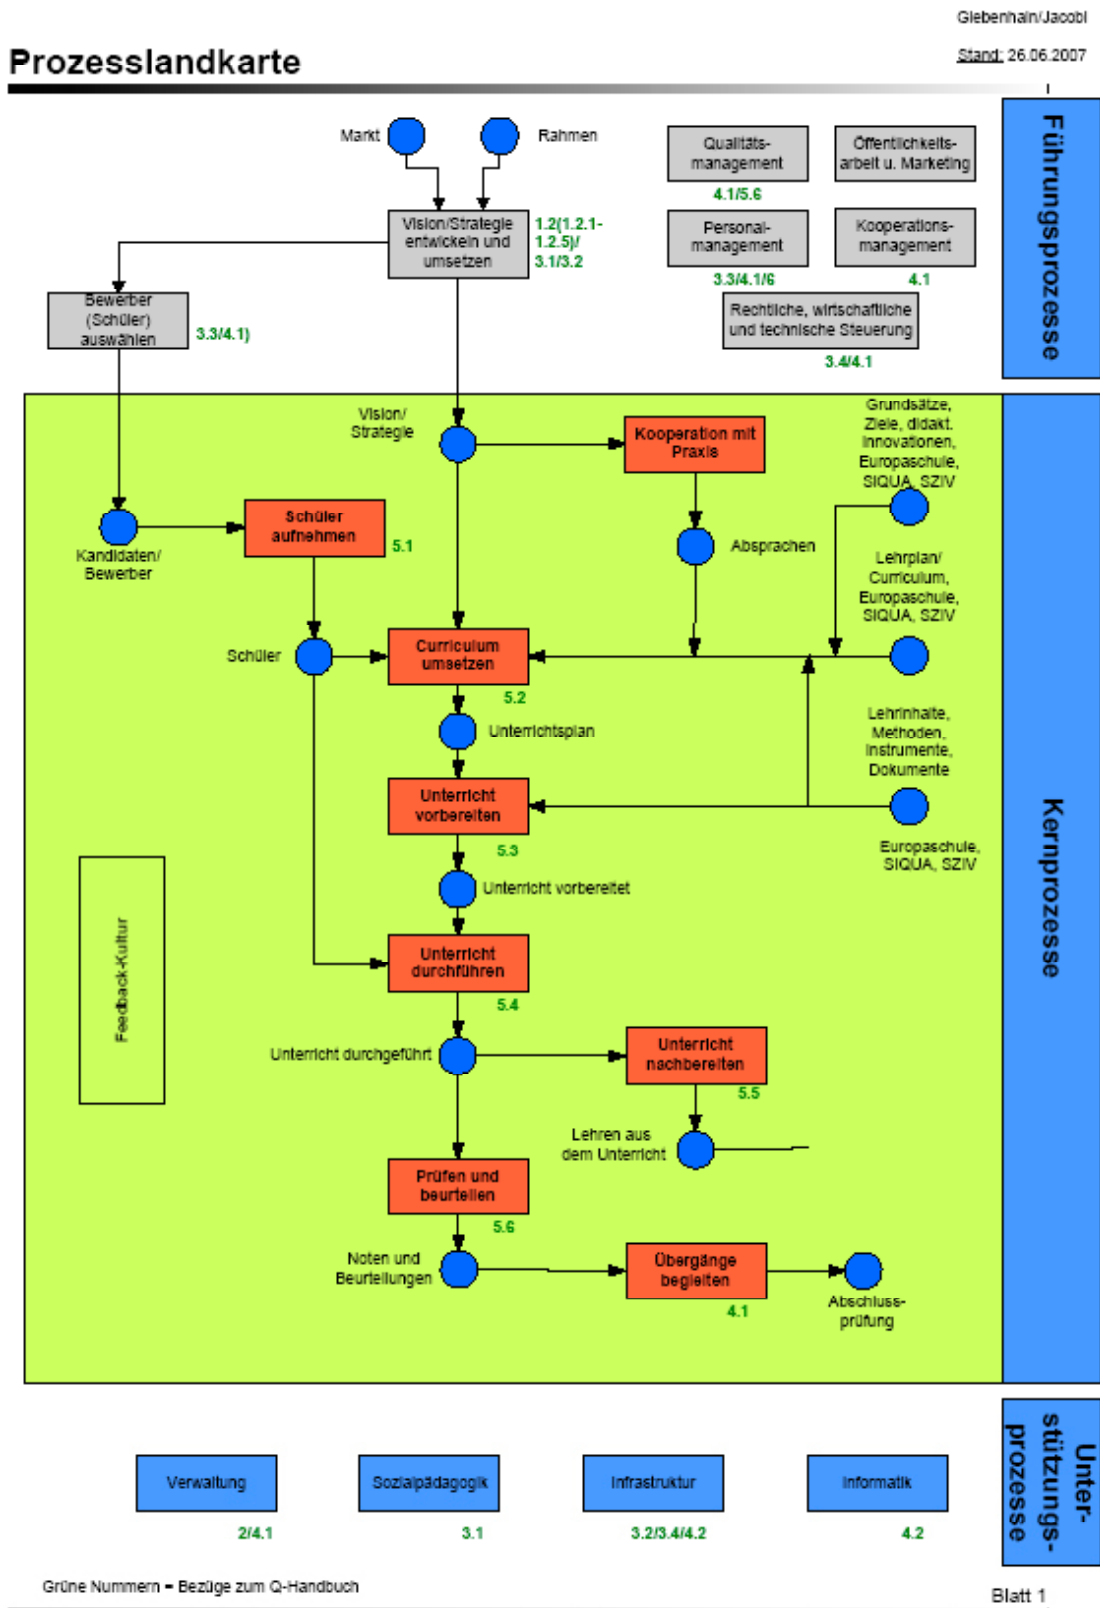 Giebenhain/Jacobi
Prozesslandkarte
Stand: 26.06.2007
Markt
Rahmen
Qualitäts-
management
4.1/5.6
Öffentlichkeits-
arbeit u. Marketing
Vision/Strategie
entwickeln und
umsetzen
1.2(1.2.1-
1.2.5)/
3.1/3.2
Personal-
management
3.3/4.1/6
Kooperations-
management
4.1
Bewerber
(Schüler)
auswählen
3.3/4.1)
Rechtliche, wirtschaftliche
und technische Steuerung
3.4/4.1
Führungsprozesse
Vision/
Strategie
Kooperation mit
Praxis
Grundsätze,
Ziele, didakt.
Innovationen,
Europaschule,
SIQUA, SZIV
Kandidaten/
Bewerber
Schüler
aufnehmen
5.1
Absprachen
Lehrplan/
Curriculum,
Europaschule,
SIQUA, SZIV
Schüler
Curriculum
umsetzen
5.2
Unterrichtsplan
Lehrinhalte,
Methoden,
Instrumente,
Dokumente
Unterricht
vorbereiten
5.3
Europaschule,
SIQUA, SZIV
Kernprozesse
Unterricht vorbereitet
Feedback-Kultur
Unterricht
durchführen
5.4
Unterricht durchgeführt
Unterricht
nachbereiten
5.5
Lehren aus
dem Unterricht
Prüfen und
beurteilen
5.6
Noten und
Beurteilungen
Übergänge
begleiten
4.1
Abschluss-
prüfung
Unter-
stützungs-
prozesse
Verwaltung
2/4.1
Sozialpädagogik
3.1
Infrastruktur
3.2/3.4/4.2
Informatik
4.2
Grüne Nummern = Bezüge zum Q-Handbuch
Blatt 1